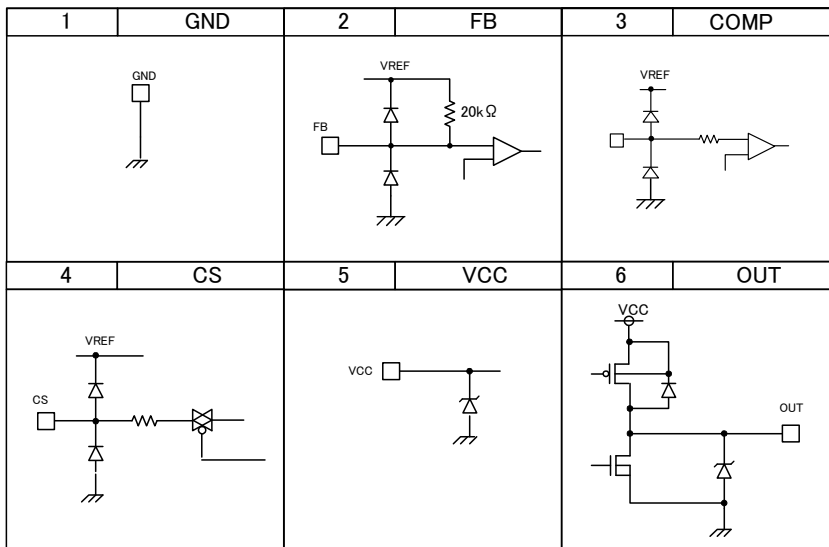 1 GND 2 FB 3 COMP
GND
VREF
20kΩ
FB
VREF
4 CS 5 VCC 6 OUT
VREF
CS
VCC
VCC
OUT